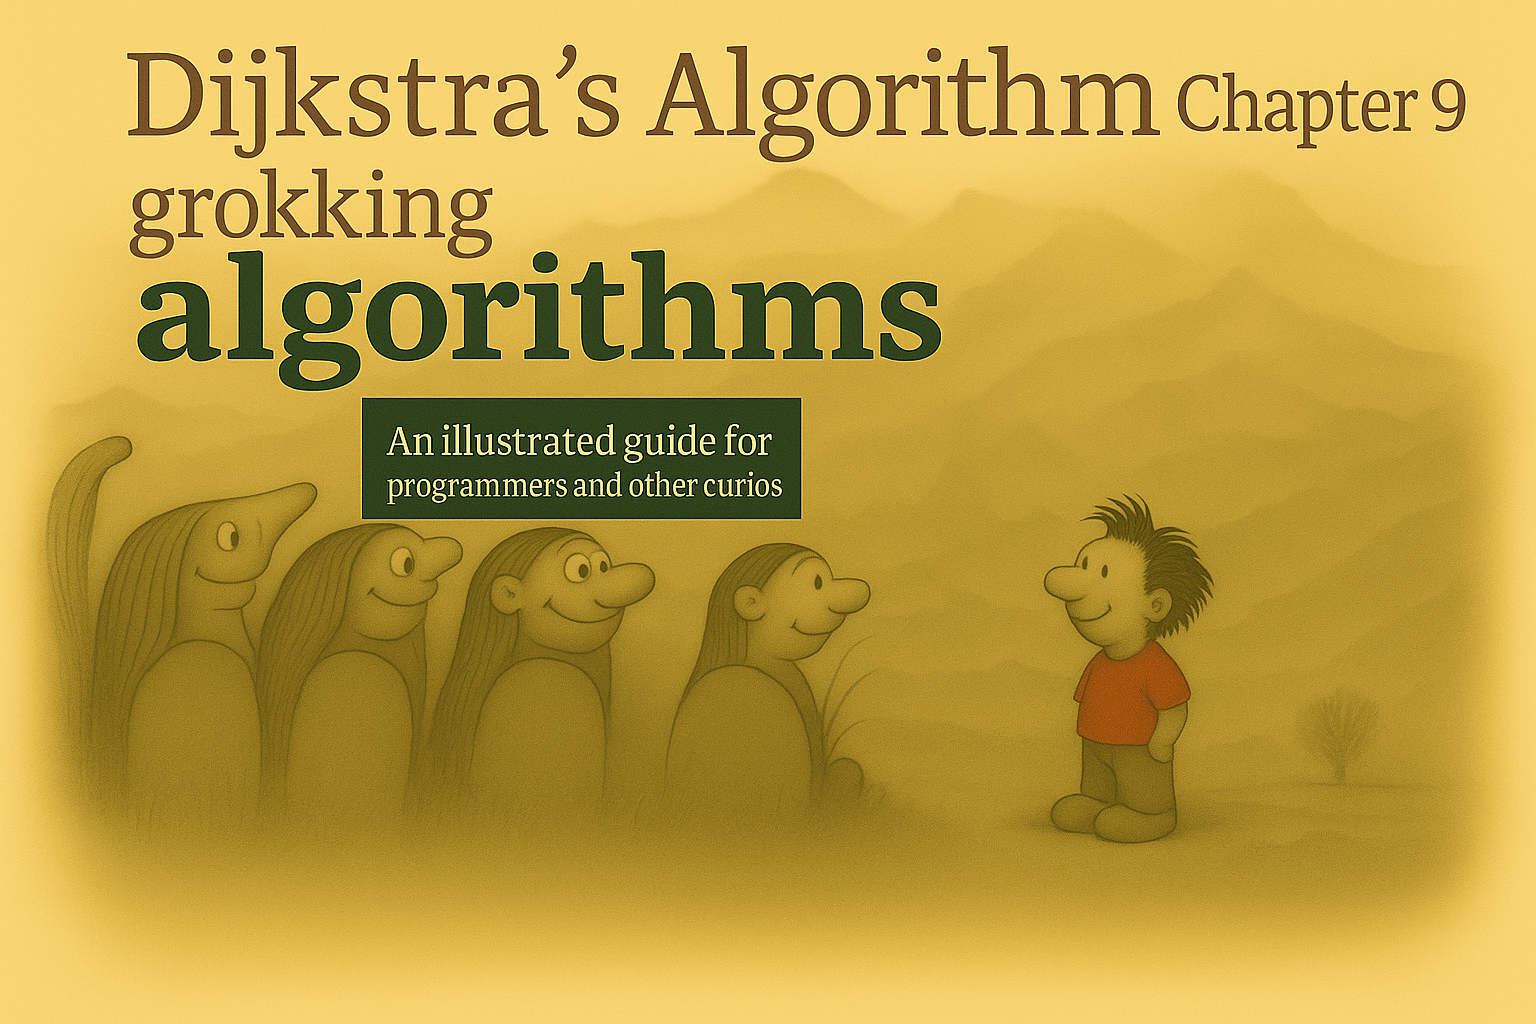 Dijkstra’s Algorithm Chapter 9
grokking
algorithms
An illustrated guide for
programmers and other curios